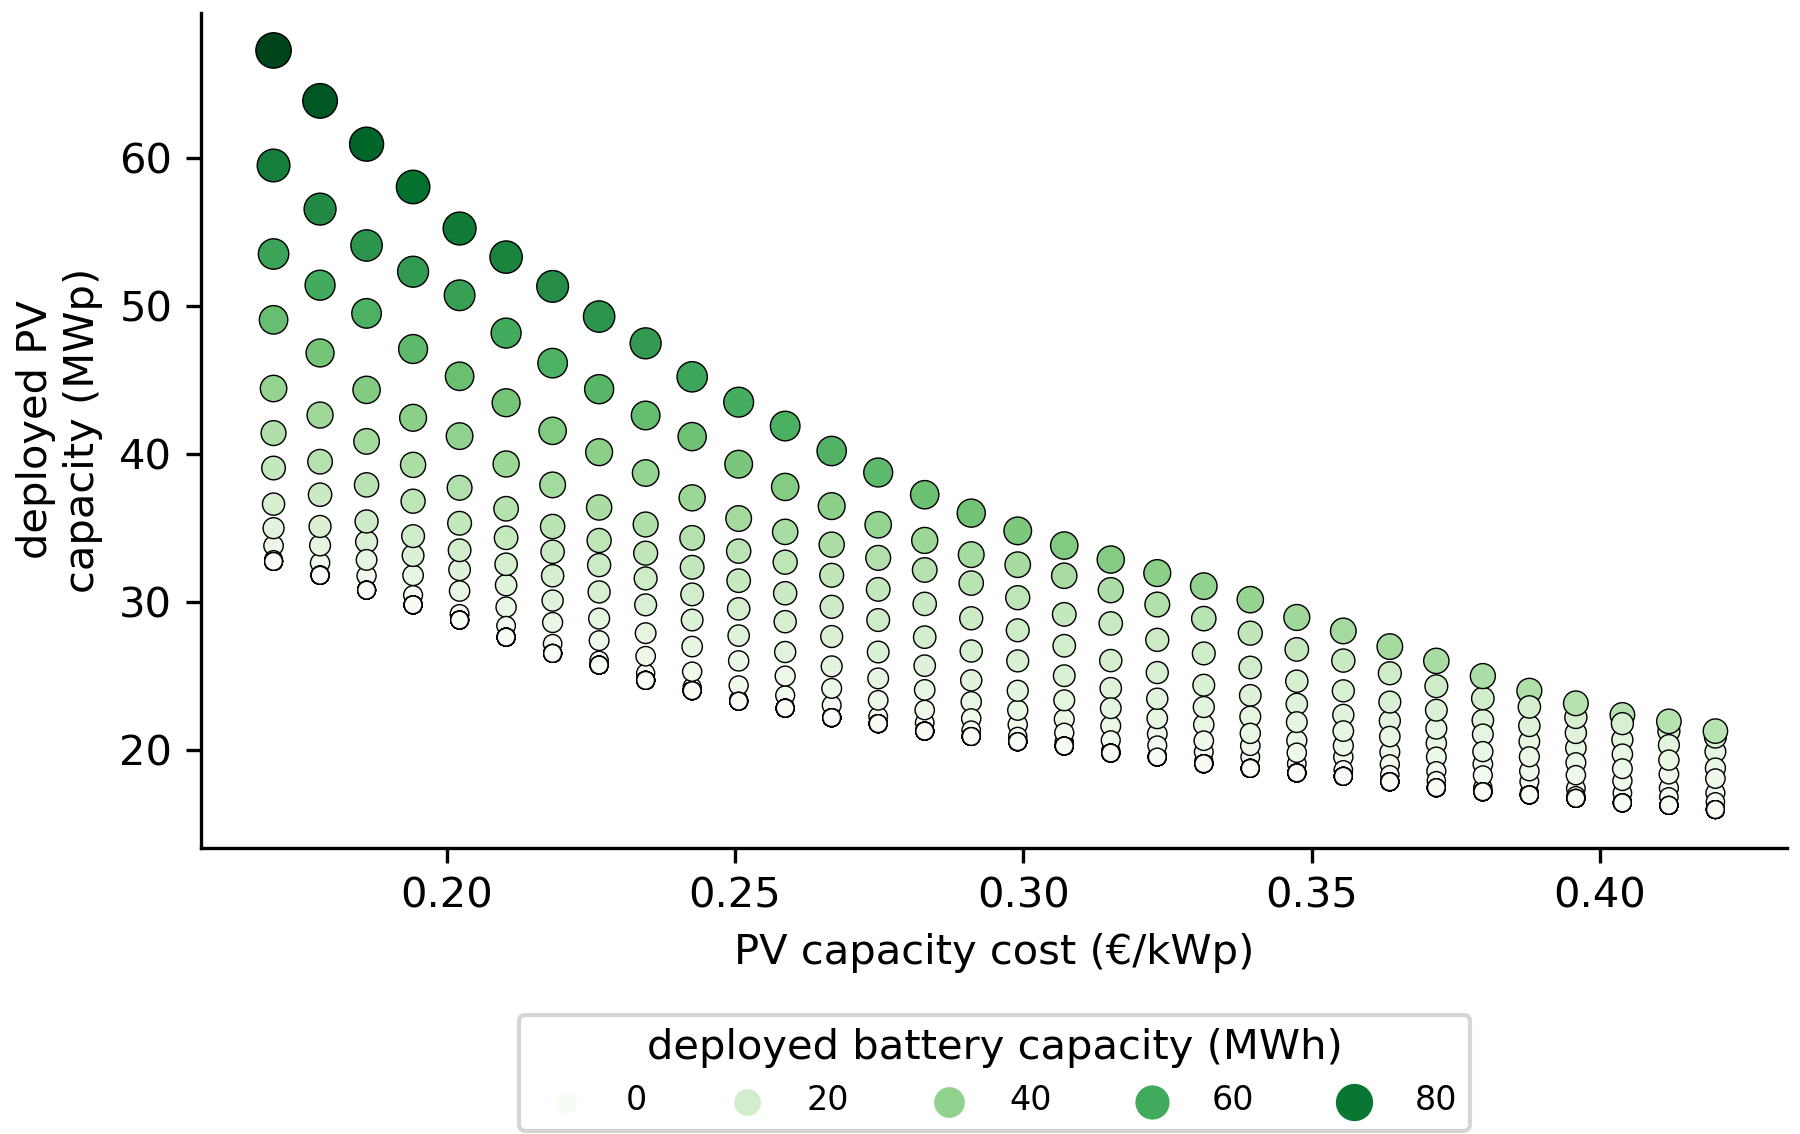 deployed PV
capacity (MWp)
60
50
40
30
20
0.20 0.25 0.30 0.35 0.40
PV capacity cost (€/kWp)
deployed battery capacity (MWh)
0 20 40 60 80